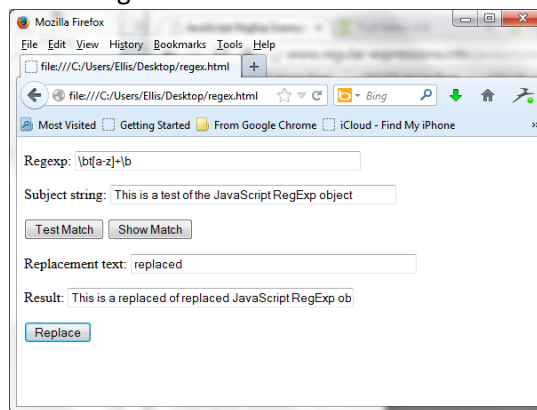 Mozilla Firefox
File Edit View History Bookmarks Tools Help
file:///C:/Users/Ellis/Desktop/regex.html +
file:///C:/Users/Ellis/Desktop/regex.html Bing
Most Visited Getting Started From Google Chrome iCloud - Find My iPhone »
Regexp: \bt[a-z]+\b
Subject string: This is a test of the JavaScript RegExp object
Test Match Show Match
Replacement text: replaced
Result: This is a replaced of replaced JavaScript RegExp ob
Replace